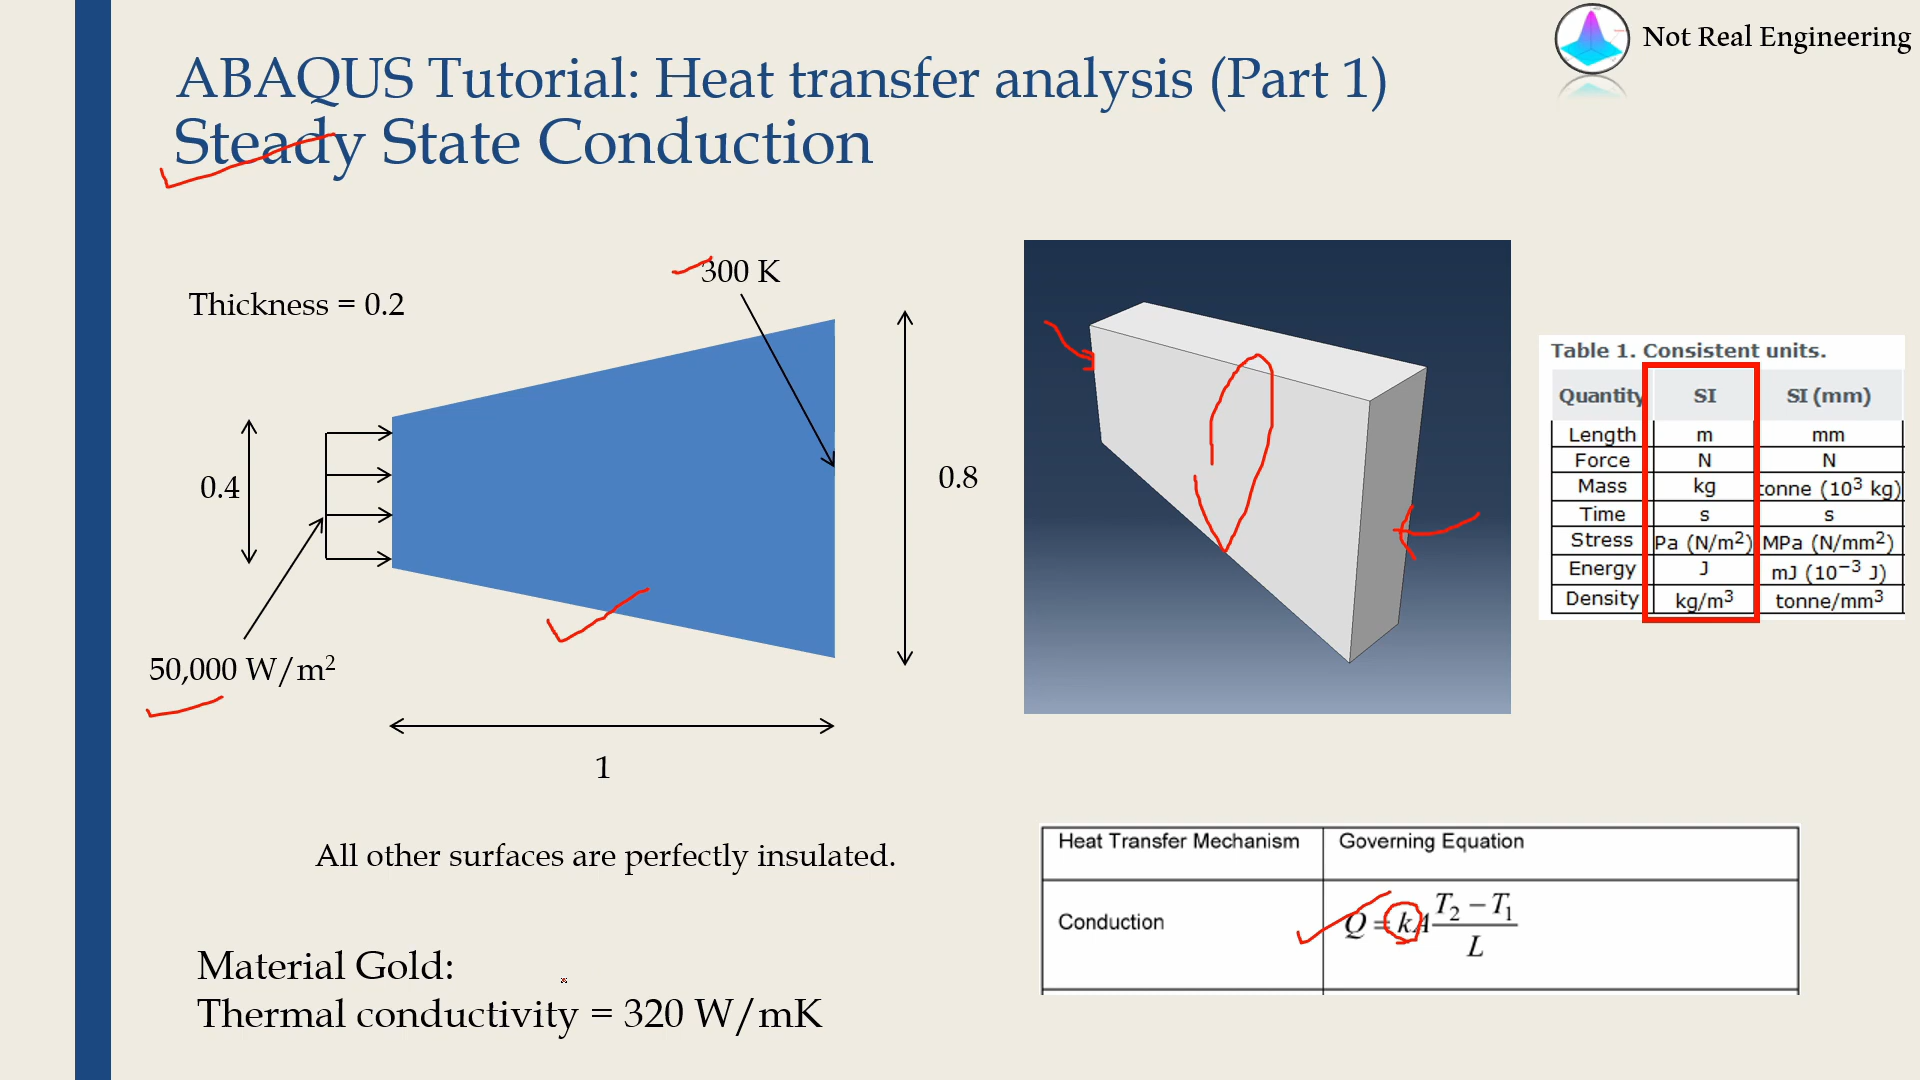 Not Real Engineering
ABAQUS Tutorial: Heat transfer analysis (Part 1)
Steady State Conduction
300 K
Thickness = 0.2
0.4
0.8
50,000 W/m²
1
All other surfaces are perfectly insulated.
Material Gold:
Thermal conductivity = 320 W/mK
Table 1. Consistent units.
Quantity SI SI (mm)
Length m mm
Force N N
Mass kg tonne (10³ kg)
Time s s
Stress Pa (N/m²) MPa (N/mm²)
Energy J mJ (10⁻³ J)
Density kg/m³ tonne/mm³
Heat Transfer Mechanism Governing Equation
Conduction Q = kA (T₂ − T₁) / L